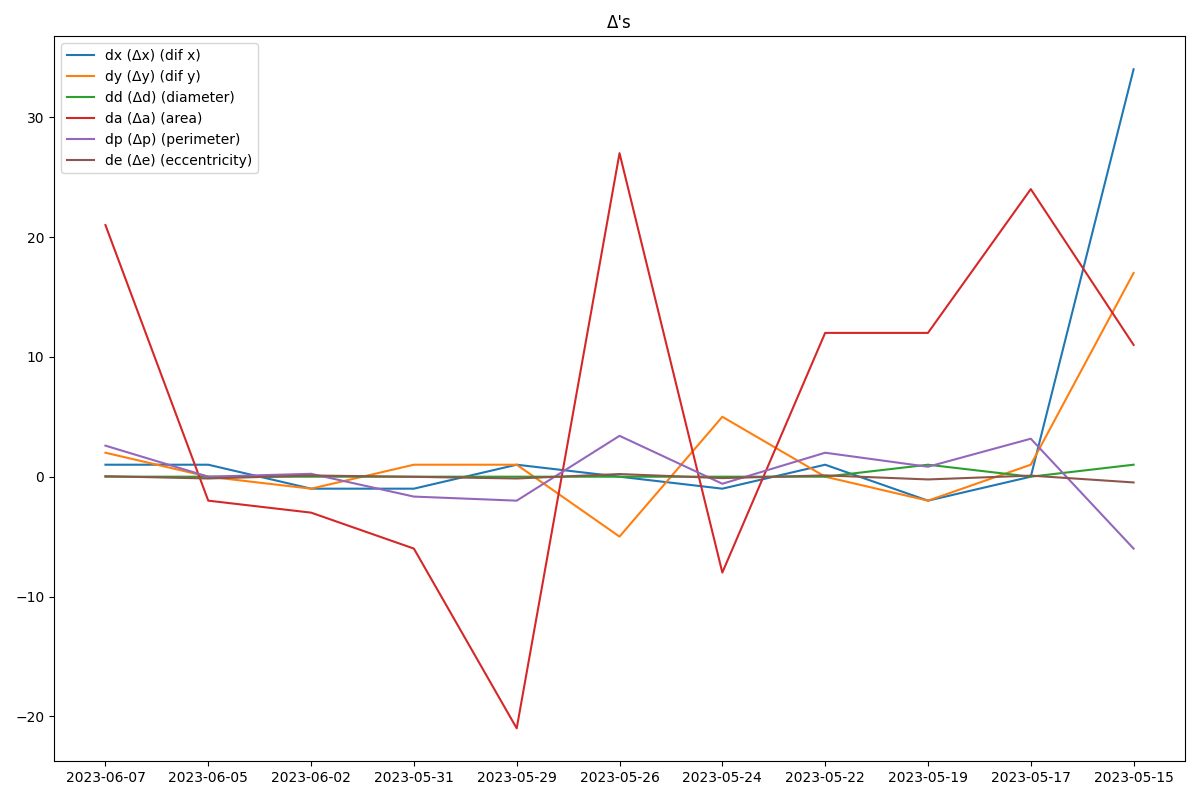 Δ's
dx (Δx) (dif x)
dy (Δy) (dif y)
dd (Δd) (diameter)
da (Δa) (area)
dp (Δp) (perimeter)
de (Δe) (eccentricity)
30
20
10
0
−10
−20
2023-06-07 2023-06-05 2023-06-02 2023-05-31 2023-05-29 2023-05-26 2023-05-24 2023-05-22 2023-05-19 2023-05-17 2023-05-15